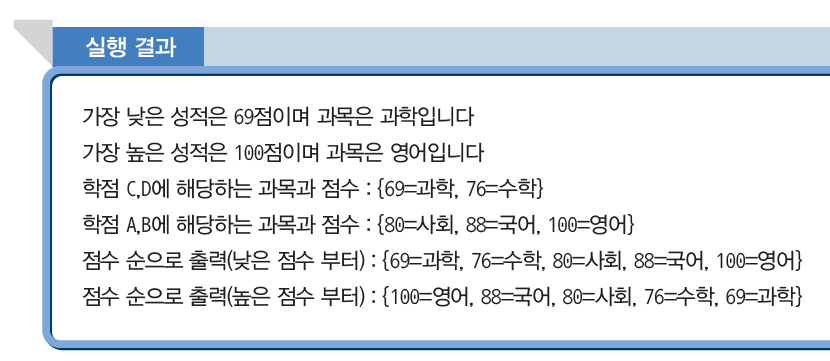 실행 결과
가장 낮은 성적은 69점이며 과목은 과학입니다
가장 높은 성적은 100점이며 과목은 영어입니다
학점 C,D에 해당하는 과목과 점수 : {69=과학, 76=수학}
학점 A,B에 해당하는 과목과 점수 : {80=사회, 88=국어, 100=영어}
점수 순으로 출력(낮은 점수 부터) : {69=과학, 76=수학, 80=사회, 88=국어, 100=영어}
점수 순으로 출력(높은 점수 부터) : {100=영어, 88=국어, 80=사회, 76=수학, 69=과학}